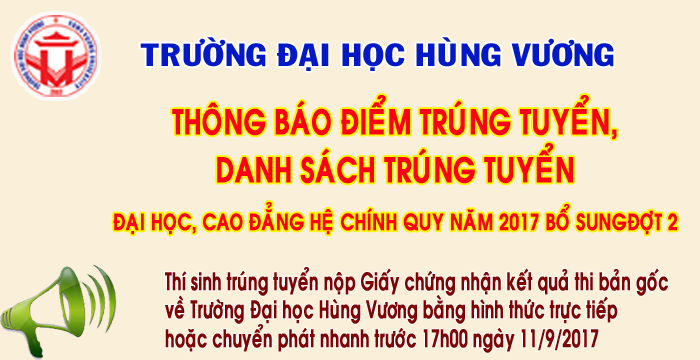 TRƯỜNG ĐẠI HỌC HÙNG VƯƠNG
THÔNG BÁO ĐIỂM TRÚNG TUYỂN,
DANH SÁCH TRÚNG TUYỂN
ĐẠI HỌC, CAO ĐẲNG HỆ CHÍNH QUY NĂM 2017 BỔ SUNGĐỢT 2
Thí sinh trúng tuyển nộp Giấy chứng nhận kết quả thi bản gốc
về Trường Đại học Hùng Vương bằng hình thức trực tiếp
hoặc chuyển phát nhanh trước 17h00 ngày 11/9/2017